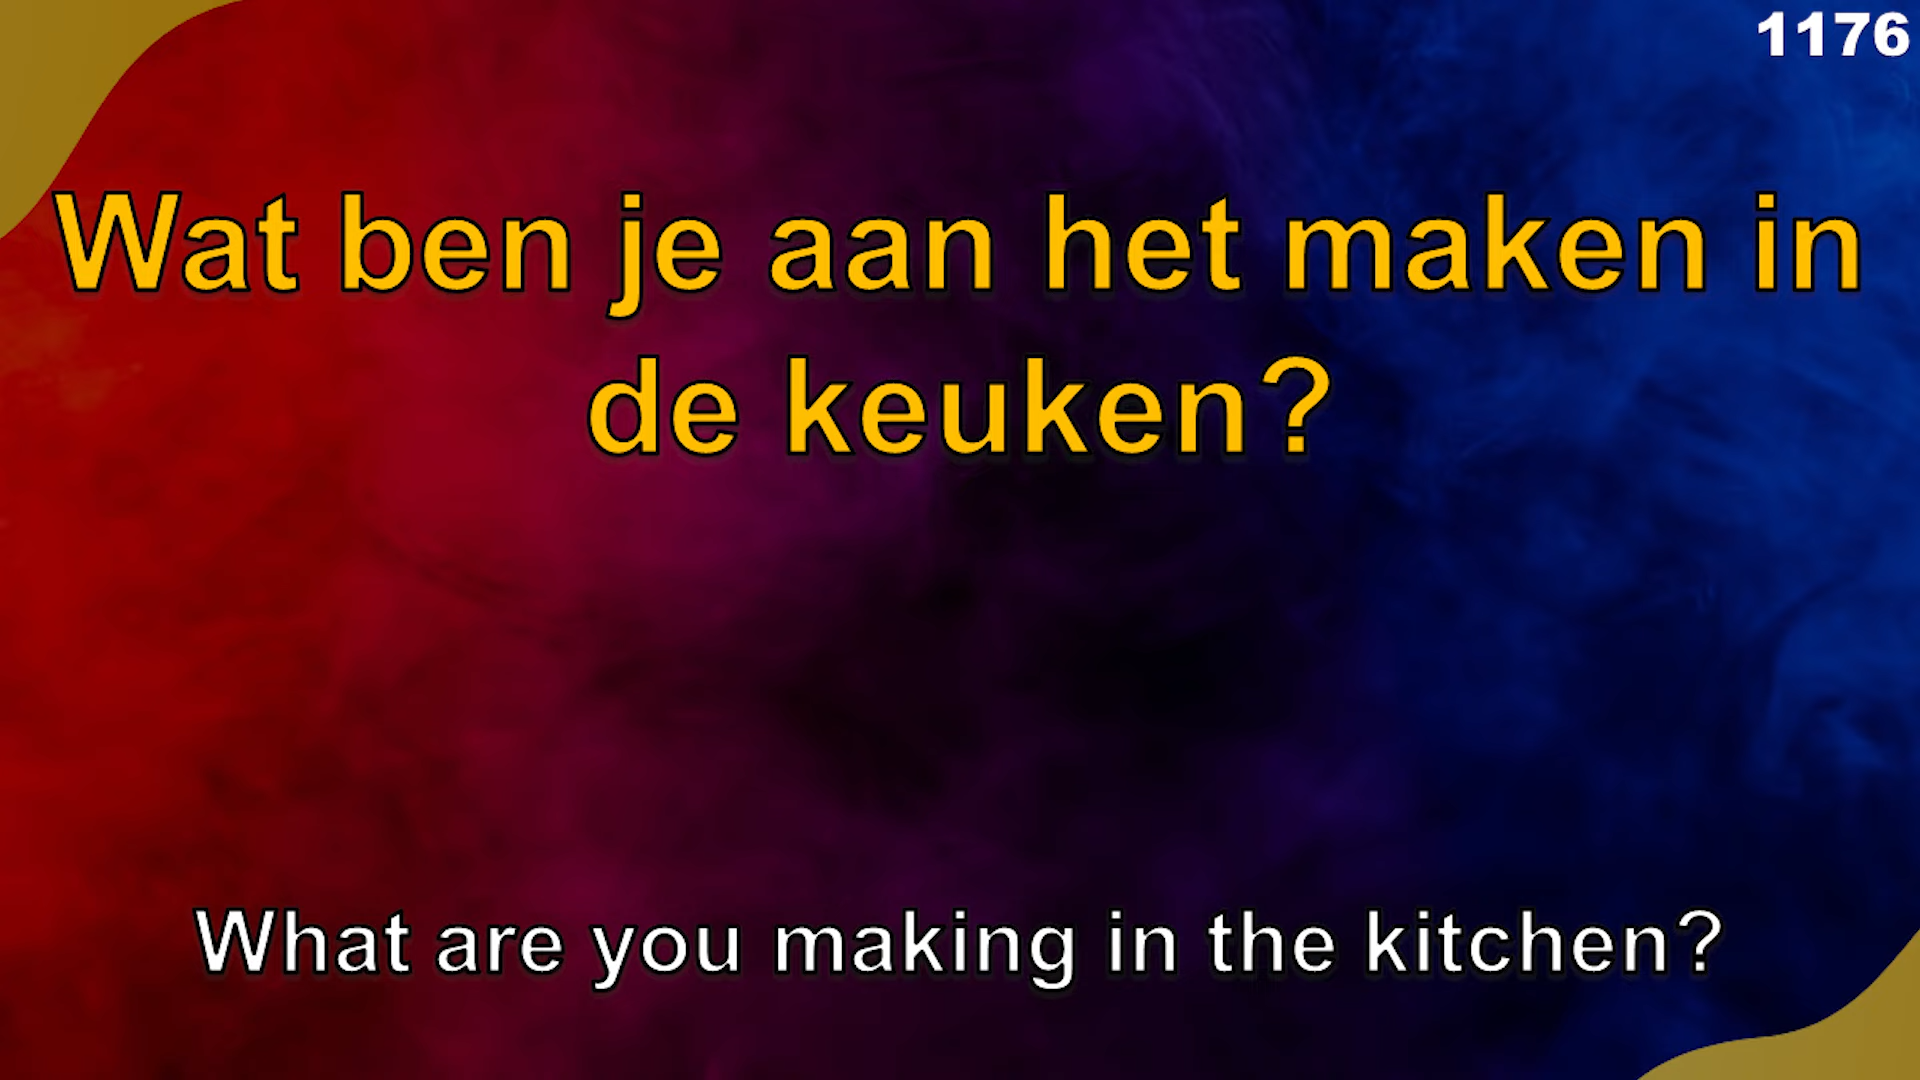 1176
Wat ben je aan het maken in
de keuken?
What are you making in the kitchen?